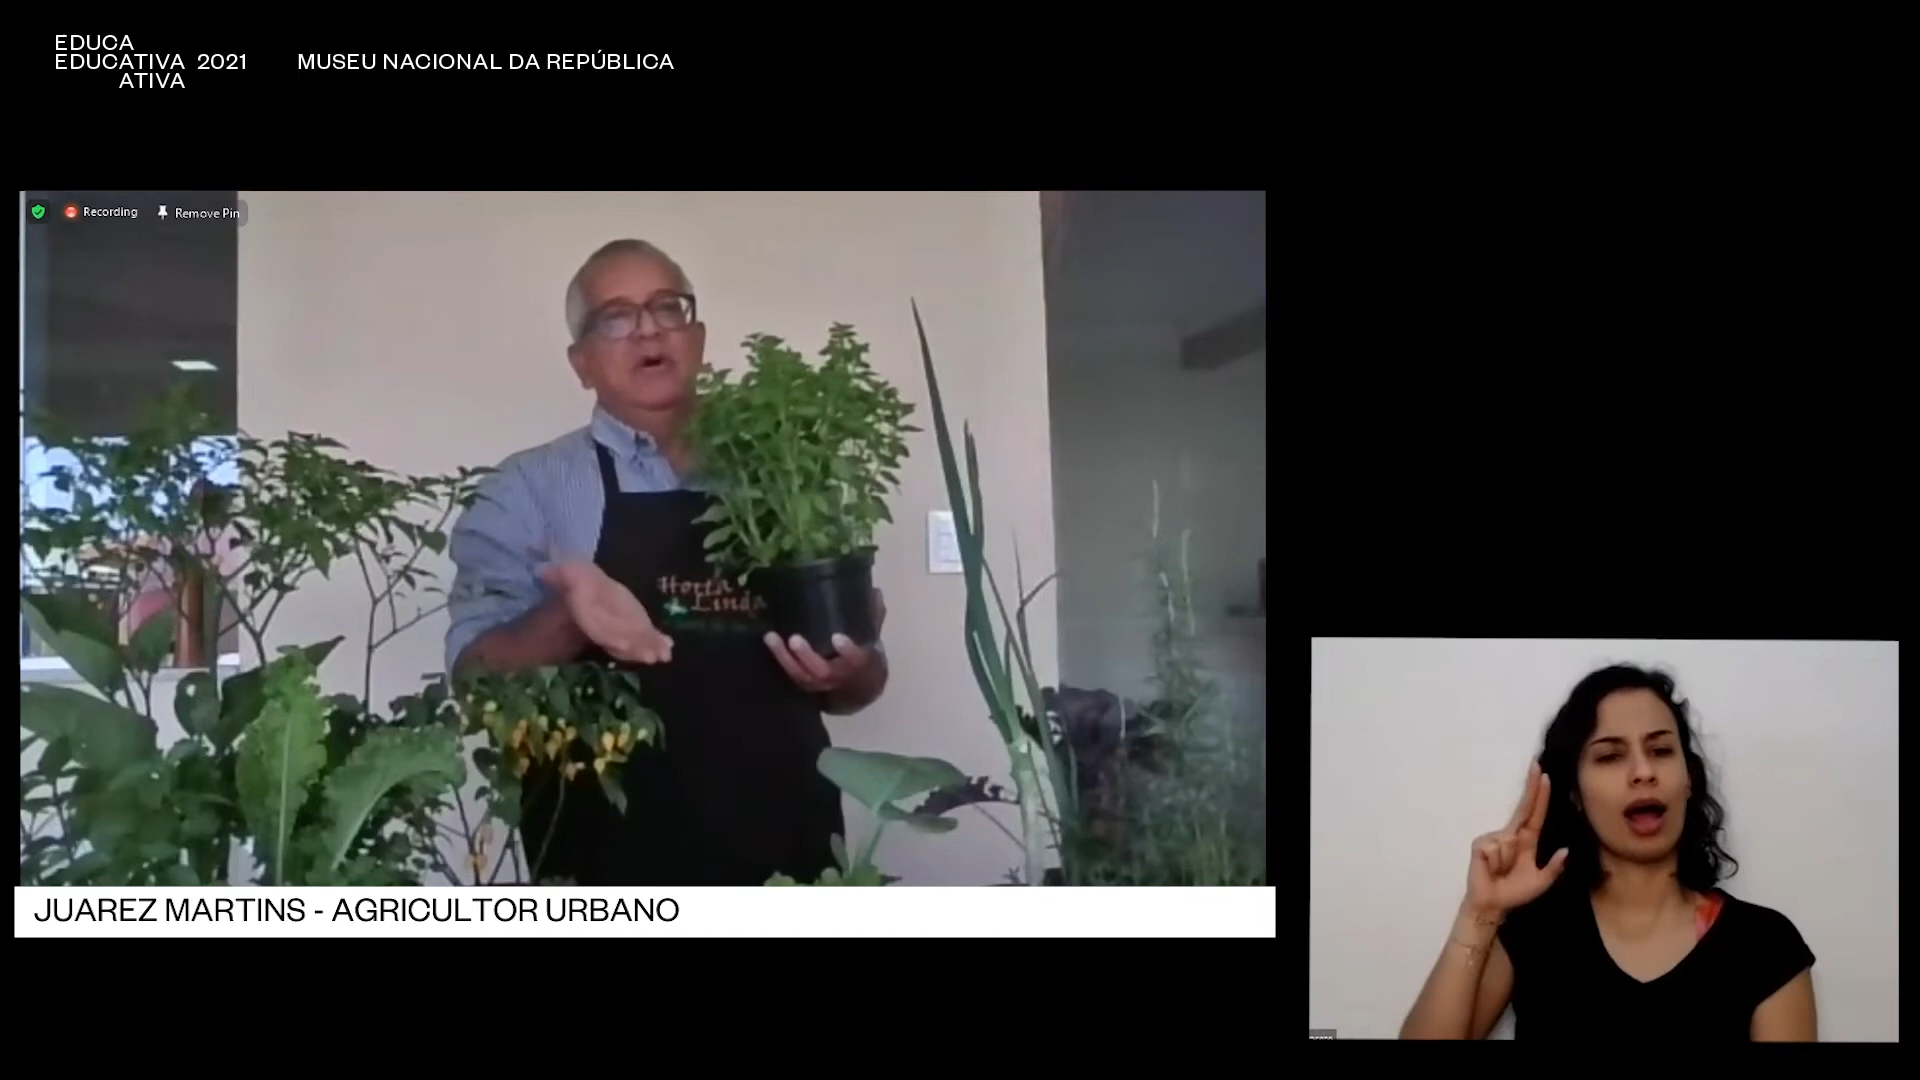 EDUCA
EDUCATIVA 2021
ATIVA
MUSEU NACIONAL DA REPÚBLICA
Recording
Remove Pin
Horta
Linda
JUAREZ MARTINS - AGRICULTOR URBANO